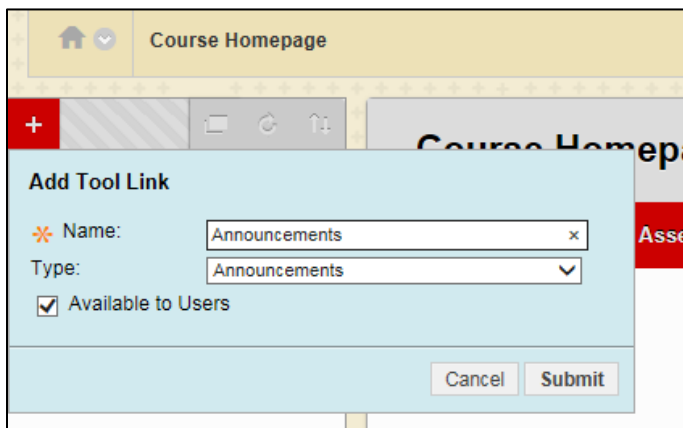 Course Homepage
+
Add Tool Link
Name:
Announcements ×
Type:
Announcements
Available to Users
Cancel Submit